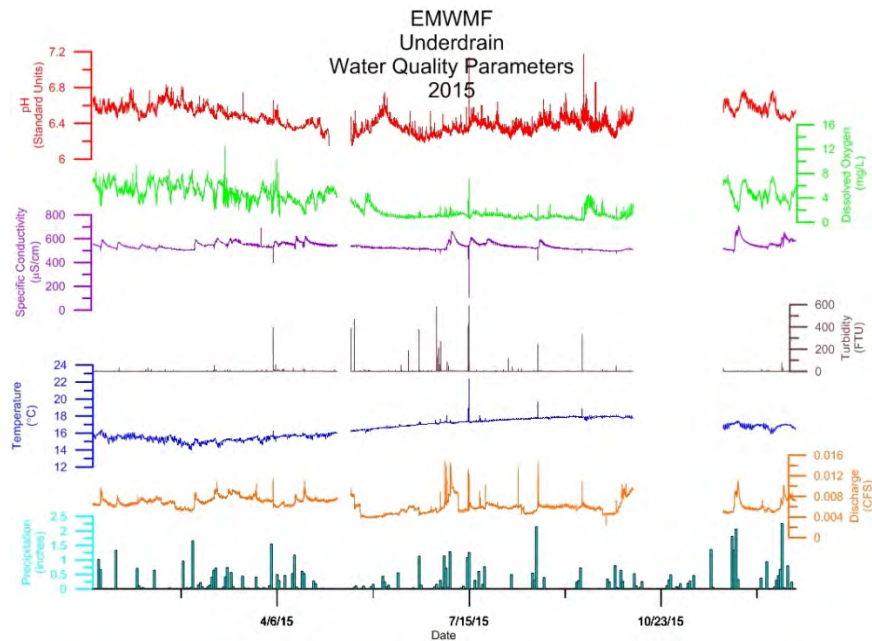 EMWMF
Underdrain
Water Quality Parameters
2015
7.2
6.8
6.4
6
pH
(Standard Units)
16
12
8
4
0
Dissolved Oxygen
(mg/L)
800
600
400
200
0
Specific Conductivity
(µS/cm)
600
400
200
0
Turbidity
(FTU)
24
22
20
18
16
14
12
Temperature
(°C)
0.016
0.012
0.008
0.004
0
Discharge
(CFS)
2.5
2
1.5
1
0.5
0
Precipitation
(inches)
4/6/15
7/15/15
10/23/15
Date